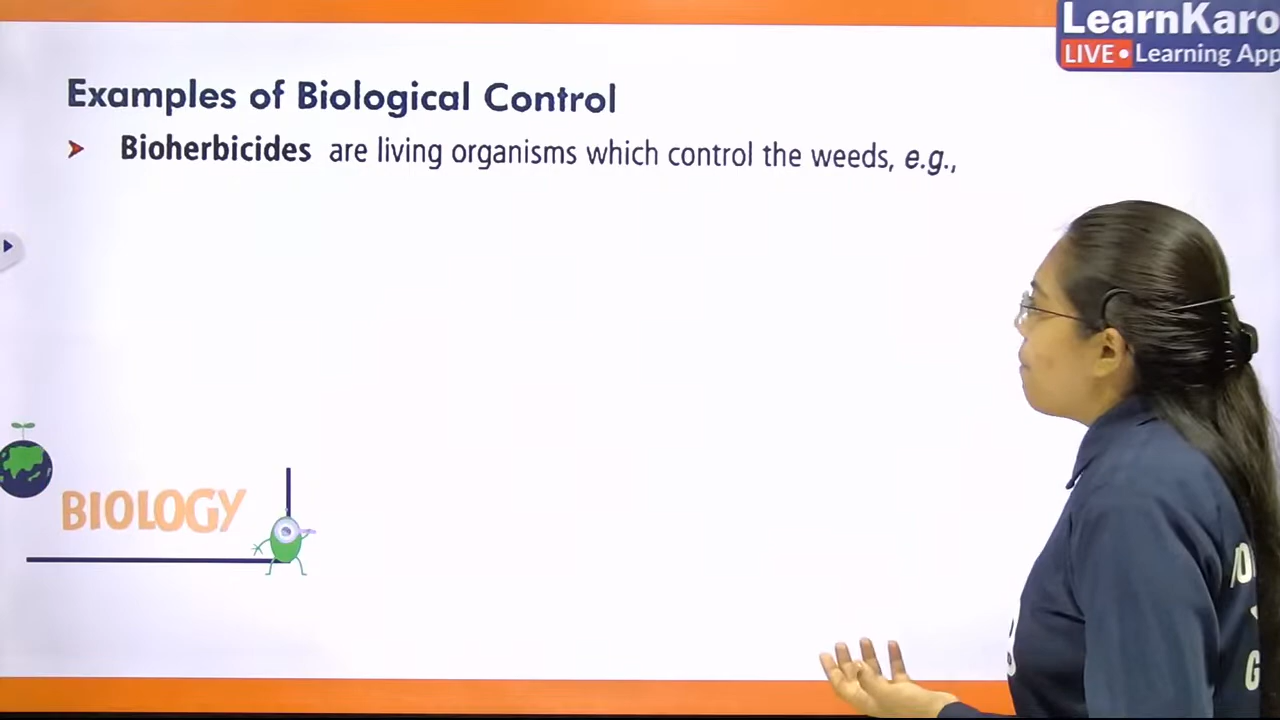 LearnKaro
LIVE • Learning App
Examples of Biological Control
➤ Bioherbicides are living organisms which control the weeds, e.g.,
BIOLOGY